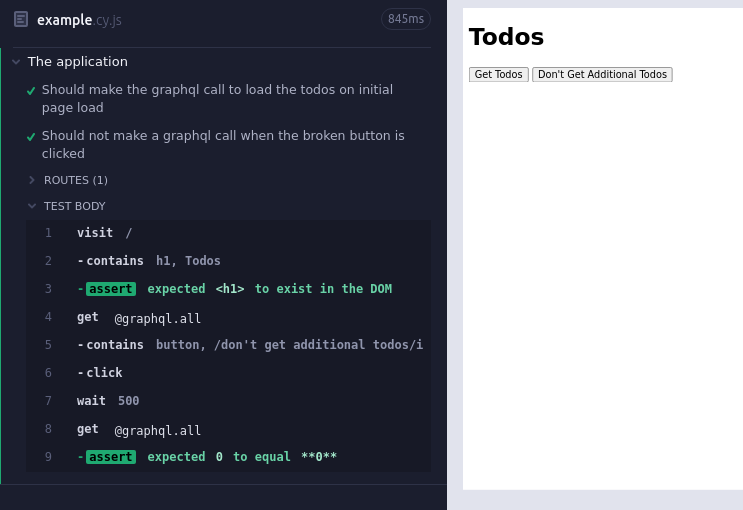 example.cy.js
845ms
The application
Should make the graphql call to load the todos on initial
page load
Should not make a graphql call when the broken button is
clicked
ROUTES (1)
TEST BODY
1 visit /
2 -contains h1, Todos
3 -assert expected <h1> to exist in the DOM
4 get @graphql.all
5 -contains button, /don't get additional todos/i
6 -click
7 wait 500
8 get @graphql.all
9 -assert expected 0 to equal **0**
Todos
Get Todos Don't Get Additional Todos